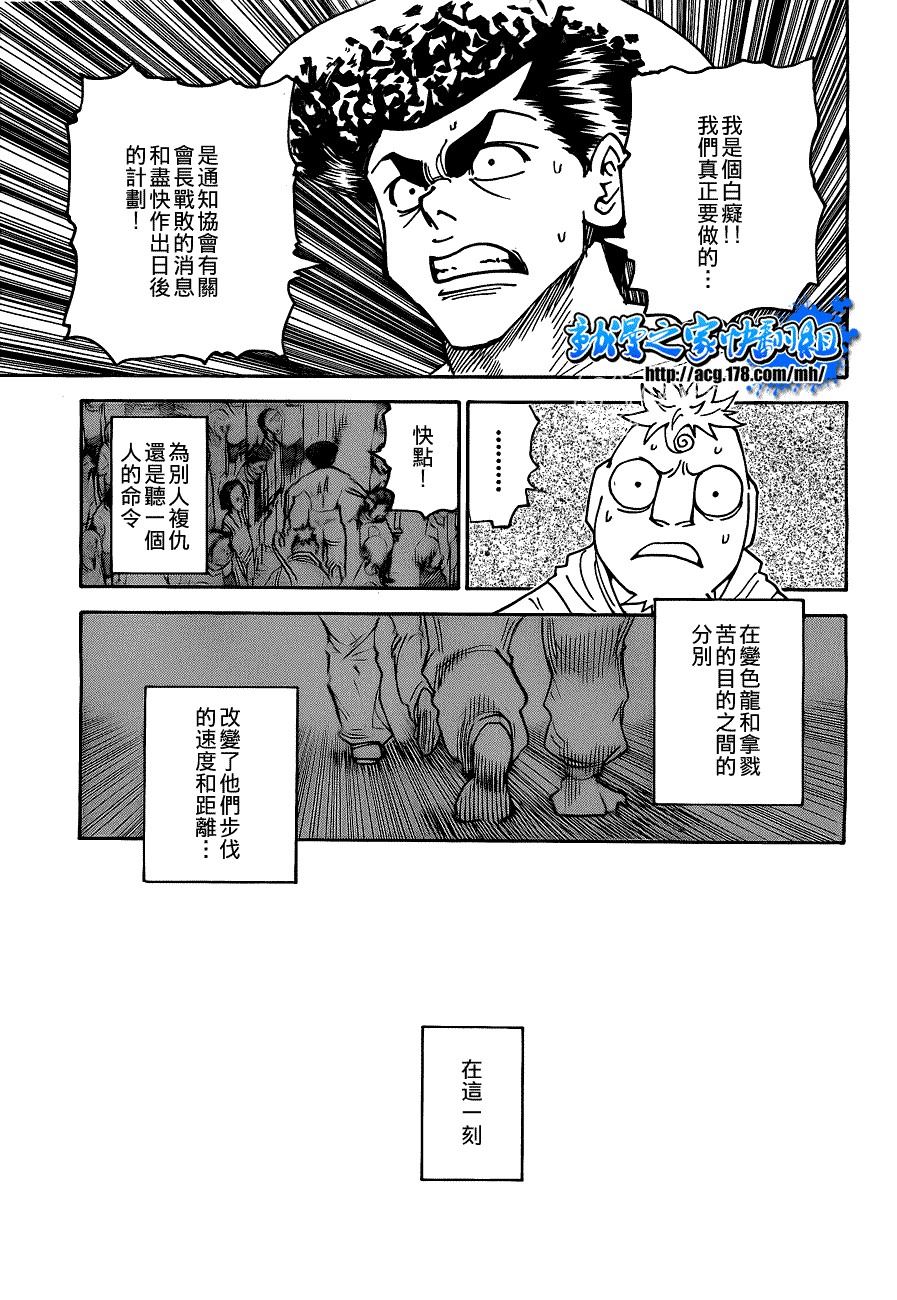 我是個白癡!!
我們真正要做的…
是通知協會有關
會長戰敗的消息
和盡快作出日後
的計劃！
動漫之家快翻組
http://acg.178.com/mh/
………
快點！
為別人複仇
還是聽一個
人的命令
在變色龍和拿戮
苦的目的之間的
分別
改變了他們步伐
的速度和距離…
在這一刻